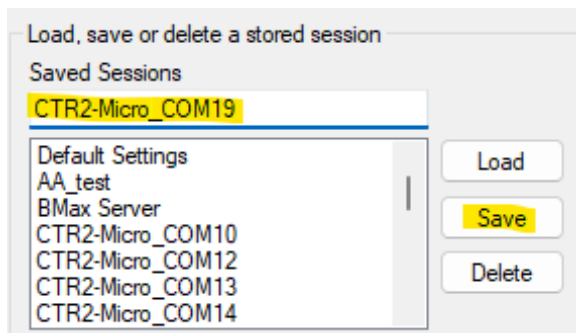 Load, save or delete a stored session
Saved Sessions
CTR2-Micro_COM19
Default Settings
AA_test
BMax Server
CTR2-Micro_COM10
CTR2-Micro_COM12
CTR2-Micro_COM13
CTR2-Micro_COM14
Load
Save
Delete